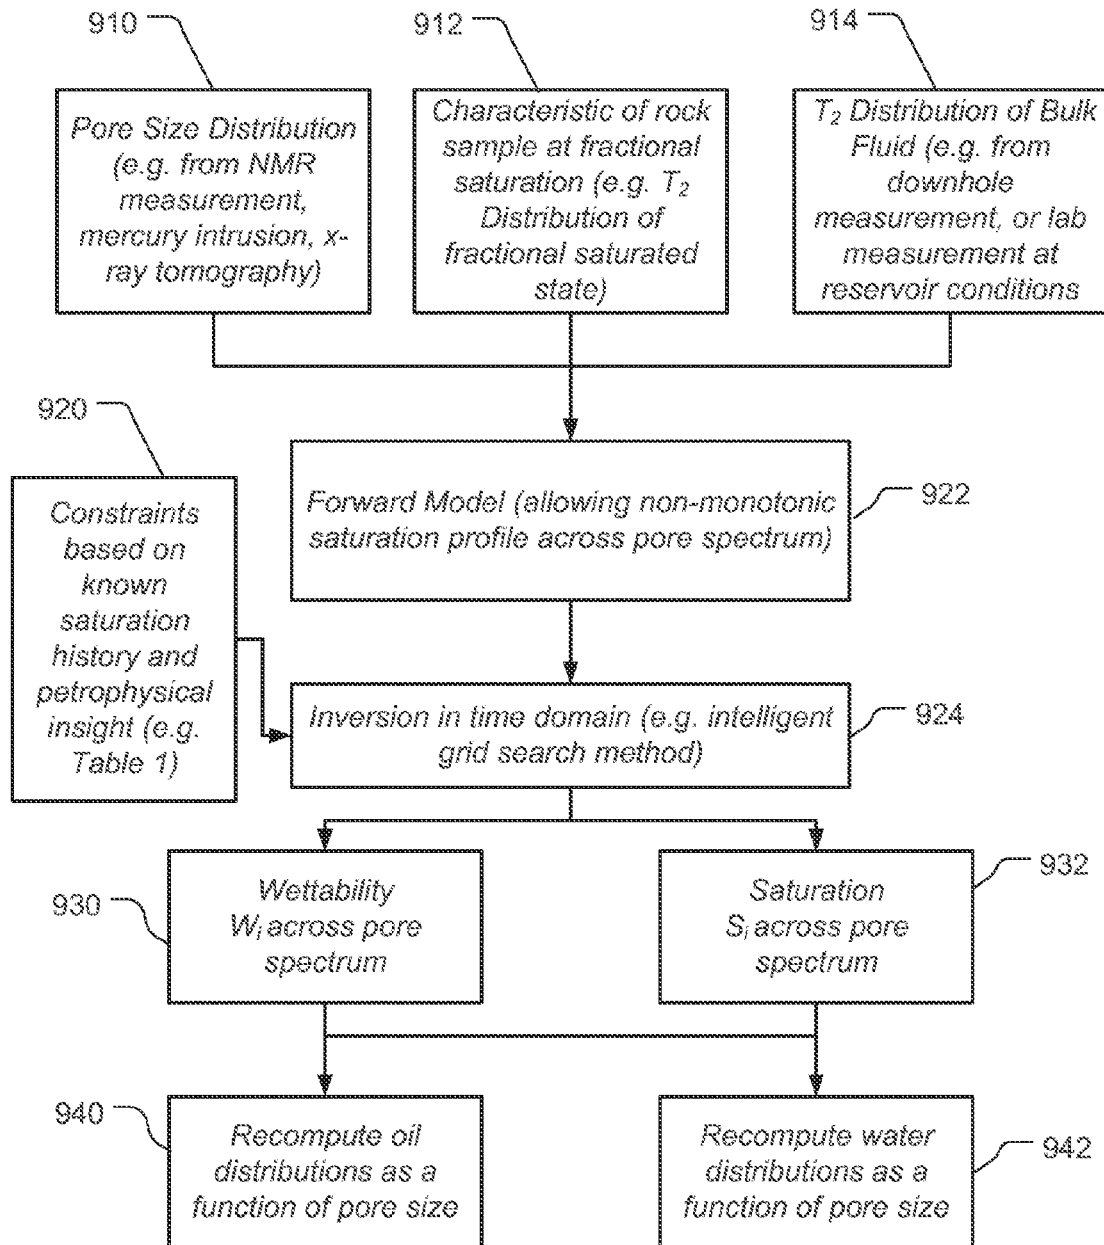 910
912
914
Pore Size Distribution
(e.g. from NMR
measurement,
mercury intrusion, x-
ray tomography)
Characteristic of rock
sample at fractional
saturation (e.g. T₂
Distribution of
fractional saturated
state)
T₂ Distribution of Bulk
Fluid (e.g. from
downhole
measurement, or lab
measurement at
reservoir conditions
920
Constraints
based on
known
saturation
history and
petrophysical
insight (e.g.
Table 1)
Forward Model (allowing non-monotonic
saturation profile across pore spectrum)
922
Inversion in time domain (e.g. intelligent
grid search method)
924
930
Wettability
Wᵢ across pore
spectrum
Saturation
Sᵢ across pore
spectrum
932
940
Recompute oil
distributions as a
function of pore size
Recompute water
distributions as a
function of pore size
942